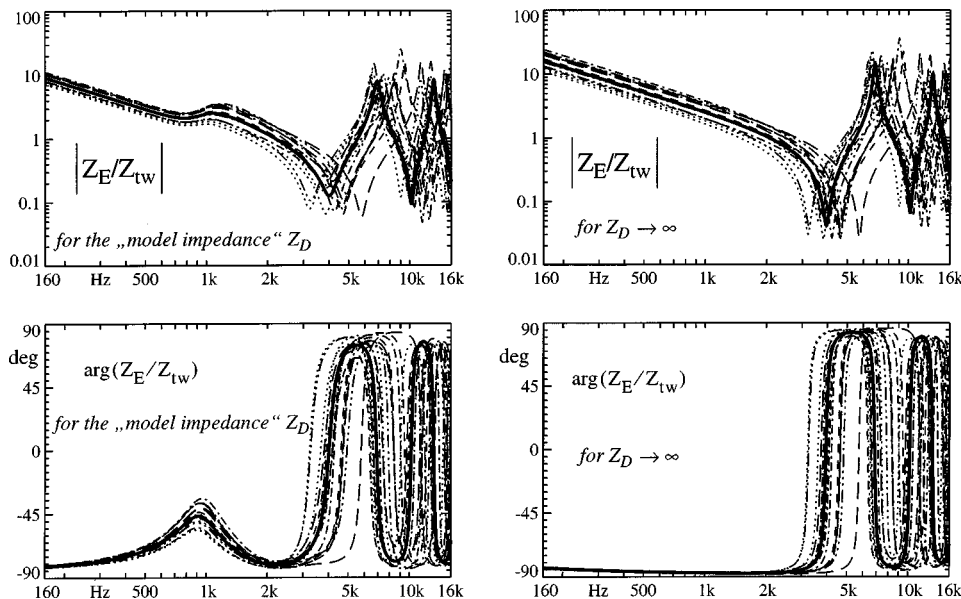 100
10
1
0.1
0.01
|Z_E/Z_tw|
for the „model impedance“ Z_D
160 Hz 500 1k 2k 5k 10k 16k
100
10
1
0.1
0.01
|Z_E/Z_tw|
for Z_D → ∞
160 Hz 500 1k 2k 5k 10k 16k
90
deg
45
0
-45
-90
arg(Z_E/Z_tw)
for the „model impedance“ Z_D
160 Hz 500 1k 2k 5k 10k 16k
90
deg
45
0
-45
-90
arg(Z_E/Z_tw)
for Z_D → ∞
160 Hz 500 1k 2k 5k 10k 16k